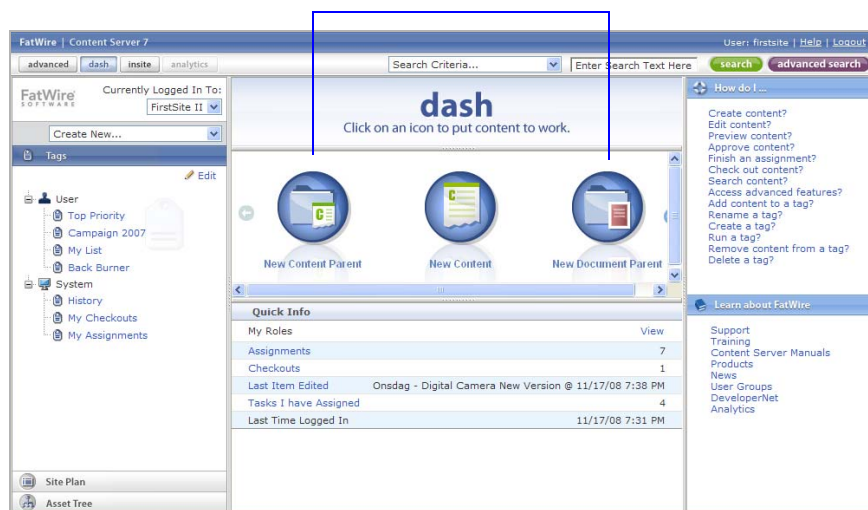 FatWire | Content Server 7
User: firstsite | Help | Logout
advanced dash insite analytics
Search Criteria...
Enter Search Text Here
search
advanced search
FatWire
SOFTWARE
Currently Logged In To:
FirstSite II
Create New...
Tags
Edit
User
Top Priority
Campaign 2007
My List
Back Burner
System
History
My Checkouts
My Assignments
Site Plan
Asset Tree
dash
Click on an icon to put content to work.
New Content Parent
New Content
New Document Parent
Quick Info
My Roles View
Assignments 7
Checkouts 1
Last Item Edited Onsdag - Digital Camera New Version @ 11/17/08 7:38 PM
Tasks I have Assigned 4
Last Time Logged In 11/17/08 7:31 PM
How do I ...
Create content?
Edit content?
Preview content?
Approve content?
Finish an assignment?
Check out content?
Search content?
Access advanced features?
Add content to a tag?
Rename a tag?
Create a tag?
Run a tag?
Remove content from a tag?
Delete a tag?
Learn about FatWire
Support
Training
Content Server Manuals
Products
News
User Groups
DeveloperNet
Analytics